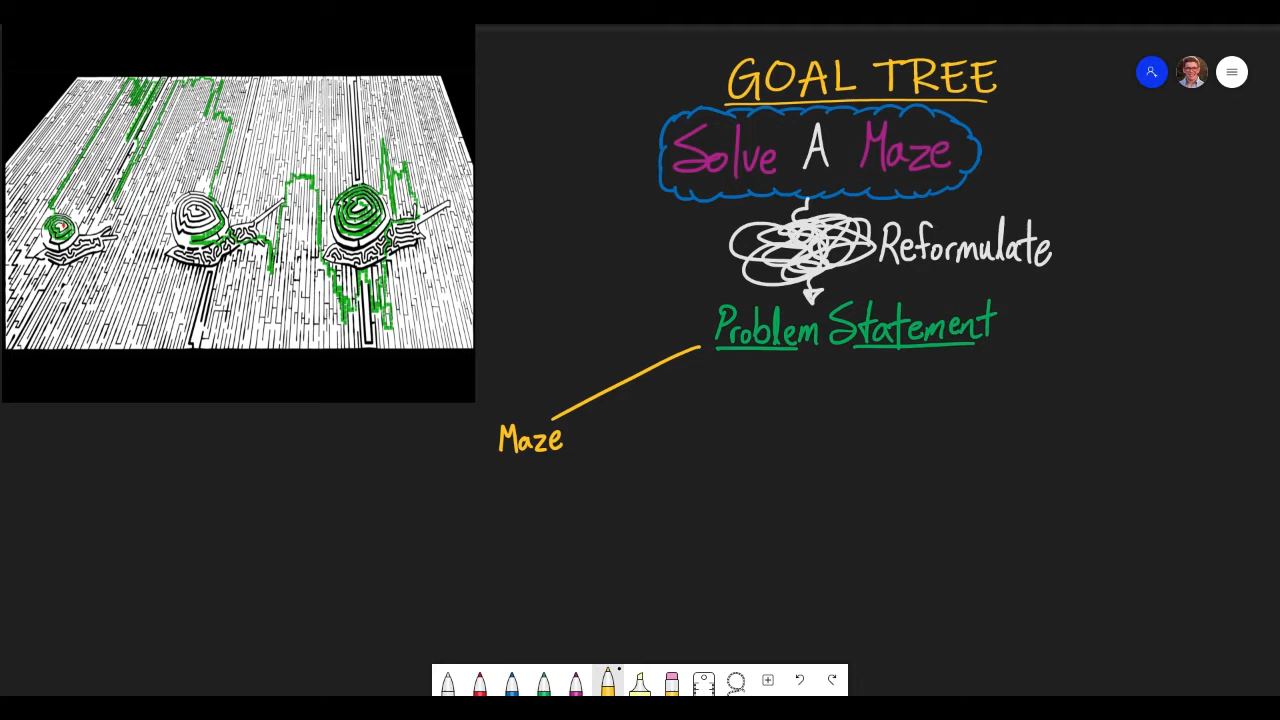 GOAL TREE
Solve A Maze
Reformulate
Problem Statement
Maze